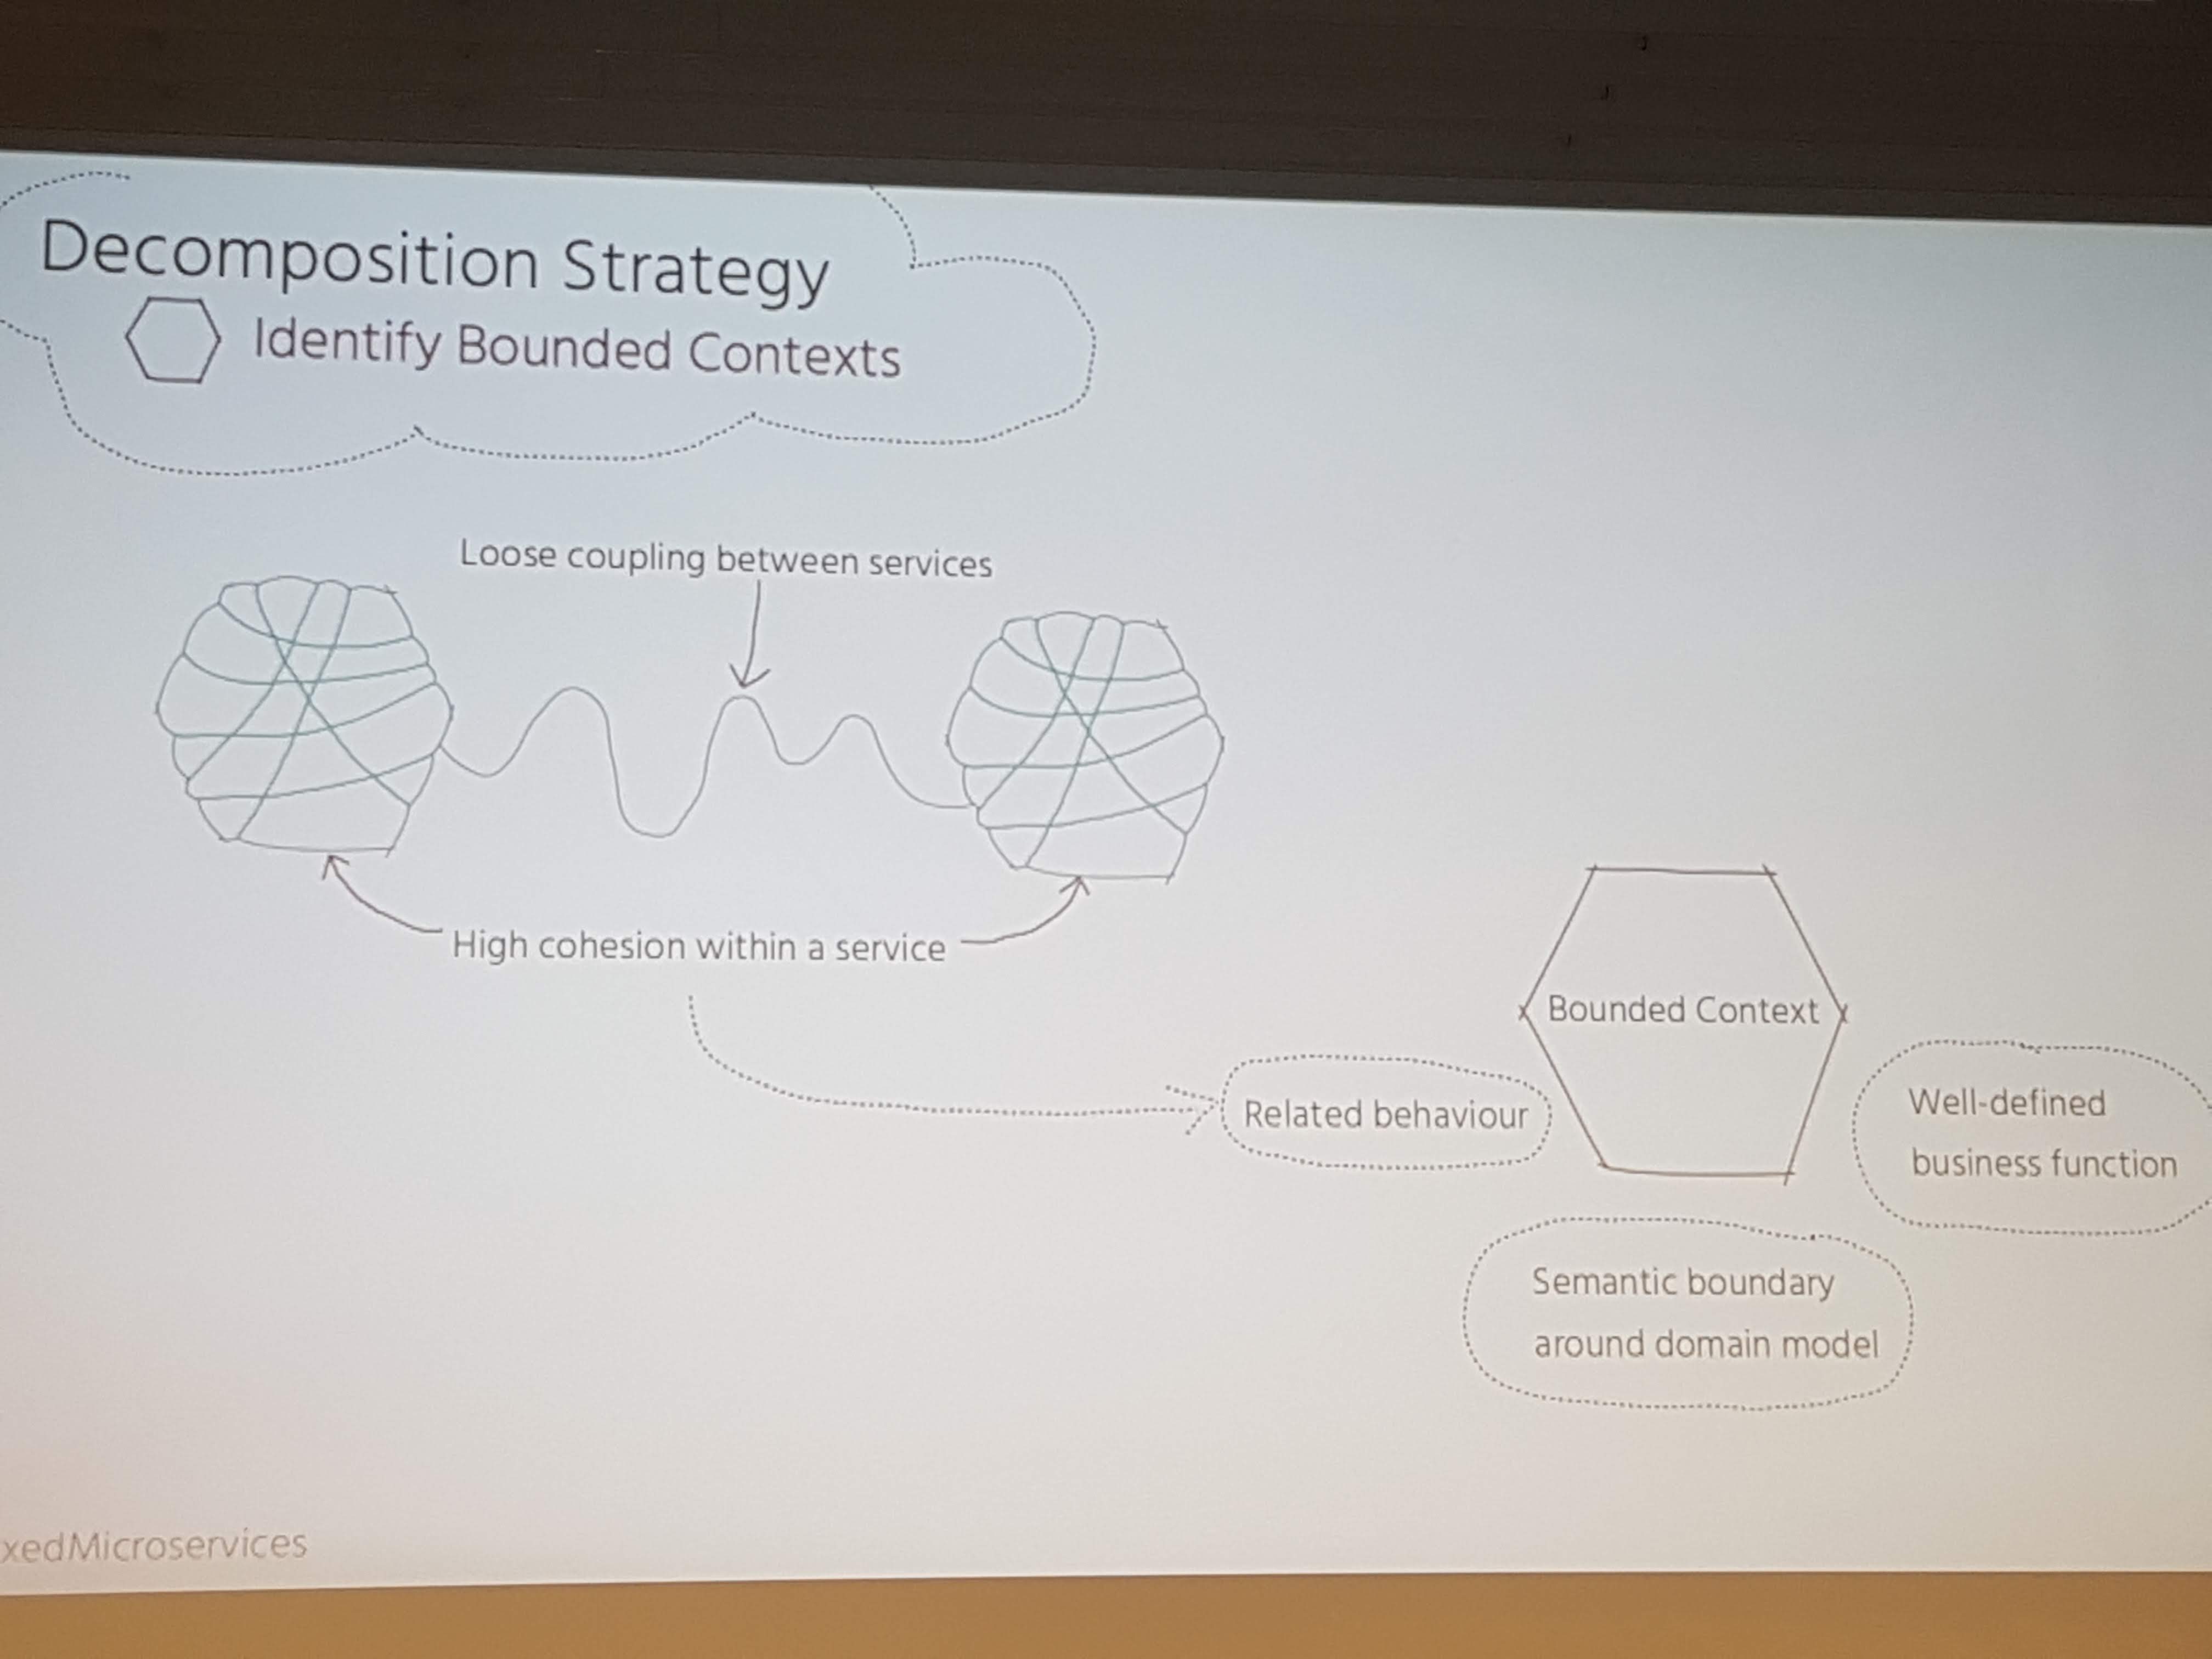 Decomposition Strategy
Identify Bounded Contexts
Loose coupling between services
High cohesion within a service
Bounded Context
Related behaviour
Well-defined
business function
Semantic boundary
around domain model
xedMicroservices